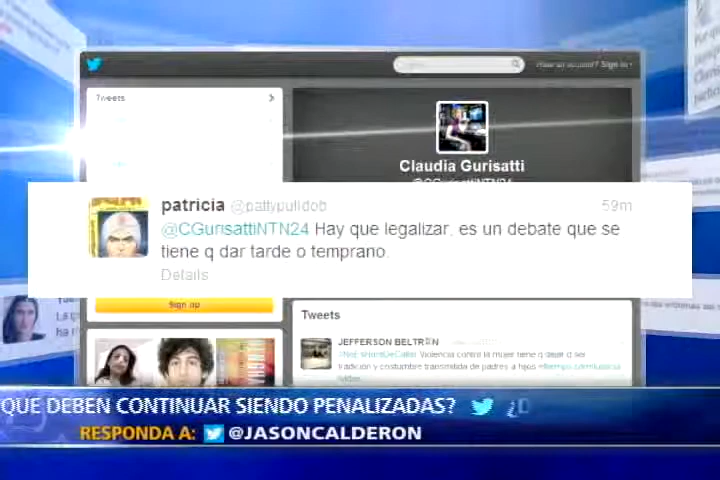 Have an account? Sign in
Tweets
Claudia Gurisatti
@CGurisattiNTN24
patricia @pattypulidob 59m
@CGurisattiNTN24 Hay que legalizar, es un debate que se
tiene q dar tarde o temprano.
Details
Sign up
Tweets
JEFFERSON BELTR
Violencia contra la mujer tiene q dejar q ser
tradición y costumbre transmitida de padres a hijos
QUE DEBEN CONTINUAR SIENDO PENALIZADAS? ¿D
RESPONDA A: @JASONCALDERON